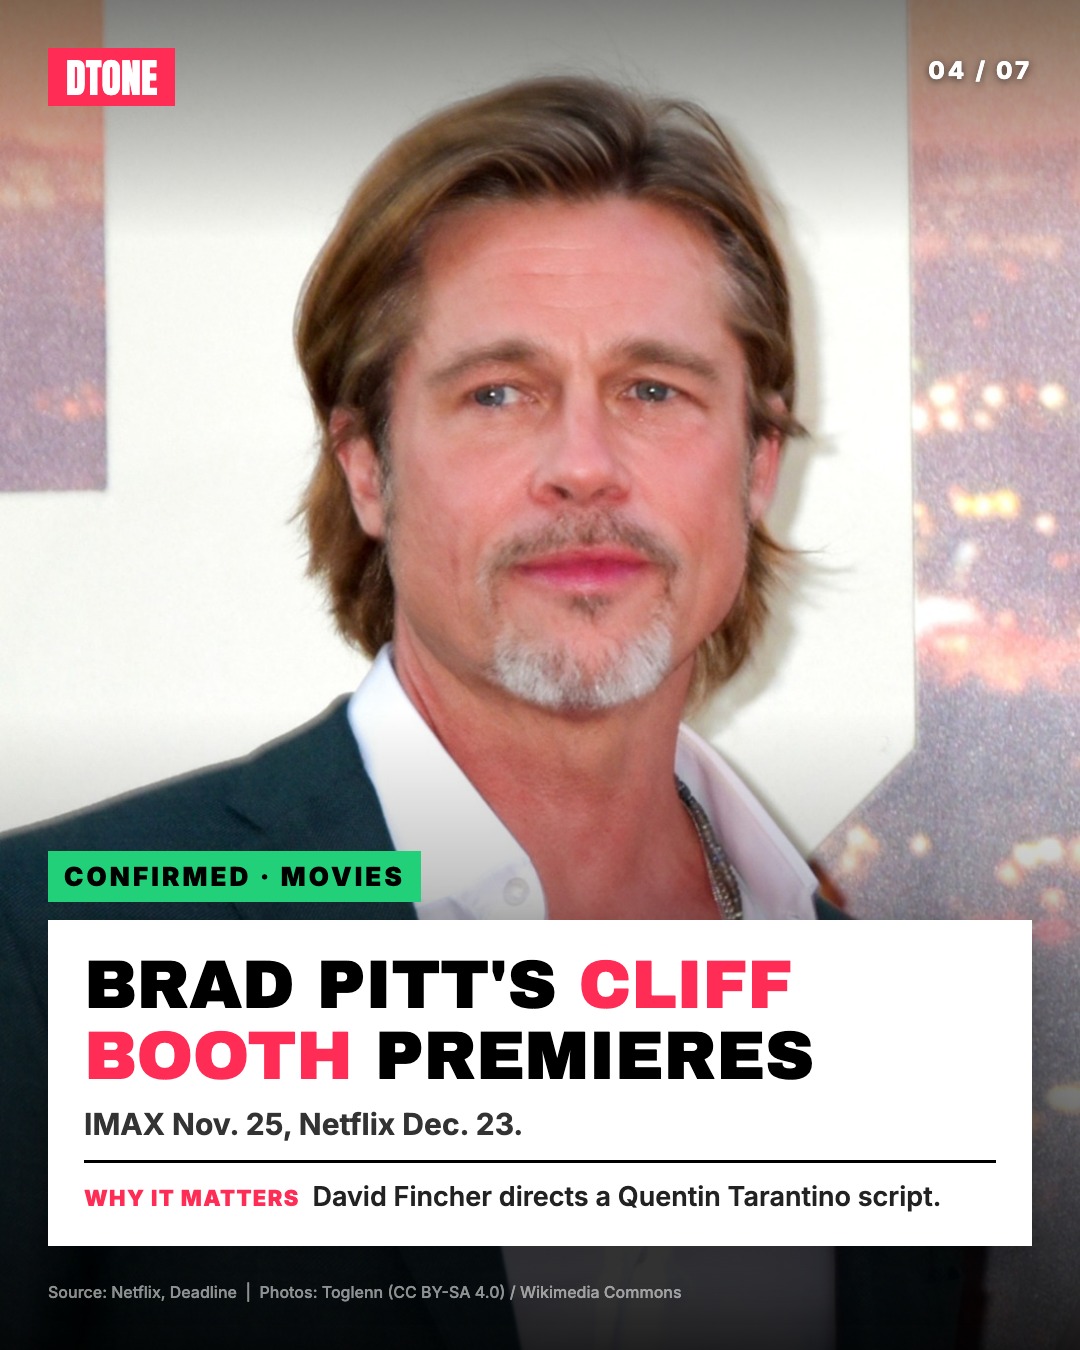 DTONE
04 / 07
CONFIRMED · MOVIES
BRAD PITT'S CLIFF
BOOTH PREMIERES
IMAX Nov. 25, Netflix Dec. 23.
WHY IT MATTERS David Fincher directs a Quentin Tarantino script.
Source: Netflix, Deadline | Photos: Toglenn (CC BY-SA 4.0) / Wikimedia Commons